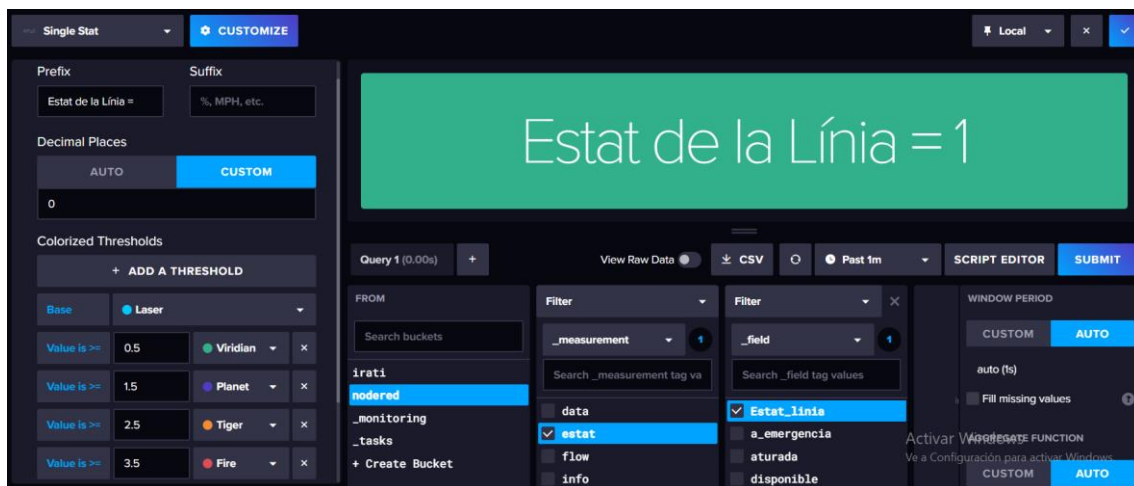 Single Stat
CUSTOMIZE
Local
Prefix
Suffix
Estat de la Línia =
%, MPH, etc.
Decimal Places
AUTO
CUSTOM
0
Colorized Thresholds
+ ADD A THRESHOLD
Base
Laser
Value is >=
0.5
Viridian
Value is >=
1.5
Planet
Value is >=
2.5
Tiger
Value is >=
3.5
Fire
Estat de la Línia = 1
Query 1 (0.00s)
+
View Raw Data
CSV
Past 1m
SCRIPT EDITOR
SUBMIT
FROM
Search buckets
irati
nodered
_monitoring
_tasks
+ Create Bucket
Filter
_measurement
1
Search _measurement tag va
data
estat
flow
info
Filter
_field
1
Search _field tag values
Estat_linia
a_emergencia
aturada
disponible
WINDOW PERIOD
CUSTOM
AUTO
auto (1s)
Fill missing values
AGGREGATE FUNCTION
CUSTOM
AUTO
Activar Windows
Ve a Configuración para activar Windows.